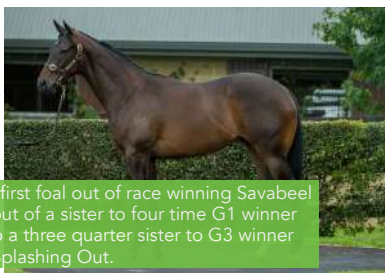 first foal out of race winning Savabeel
out of a sister to four time G1 winner
a three quarter sister to G3 winner
Splashing Out.